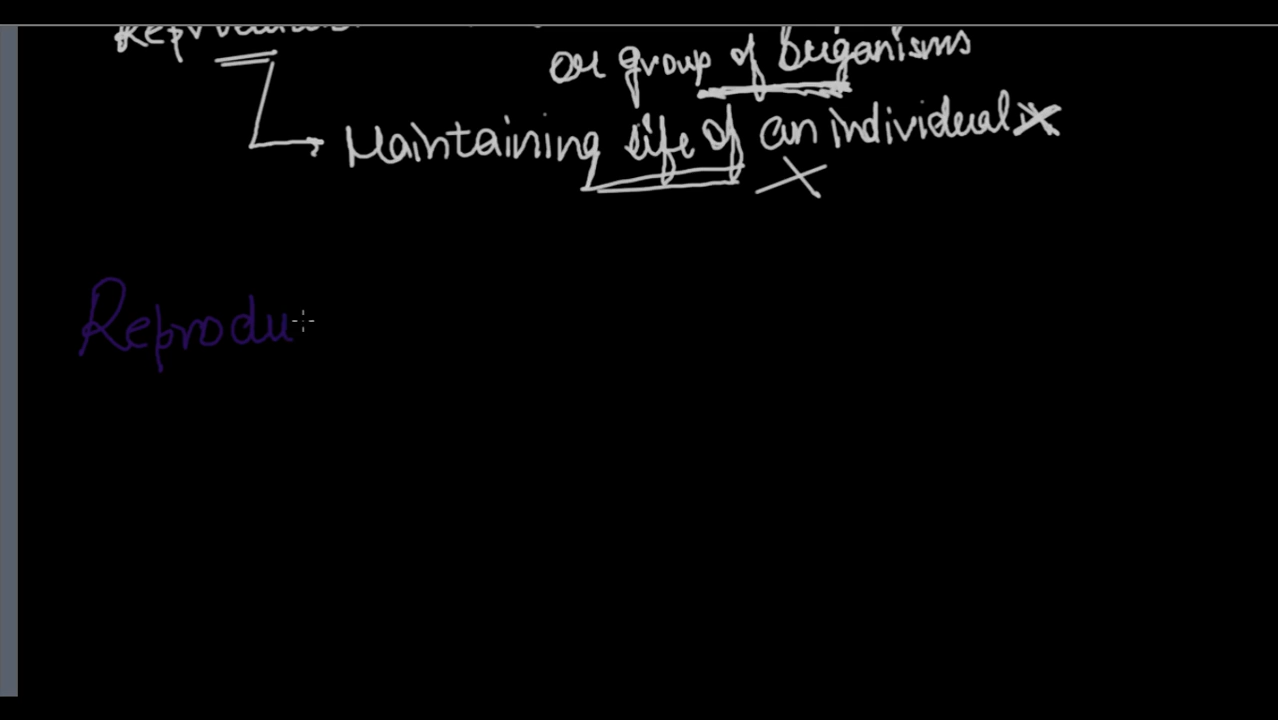 or group of organisms
Maintaining life of an individual
Reprodu